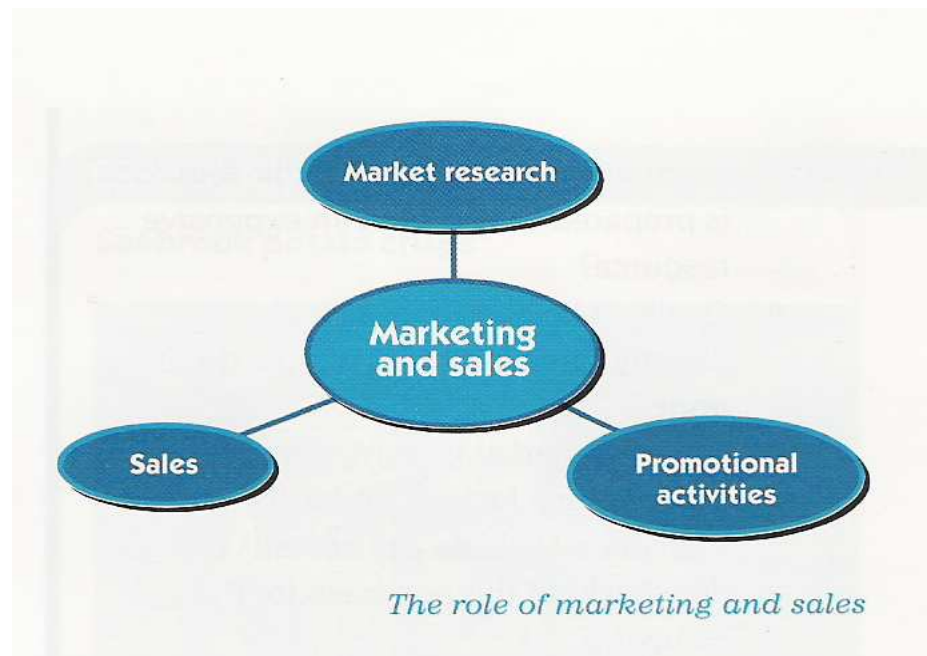 Market research
Marketing
and sales
Sales
Promotional
activities
The role of marketing and sales